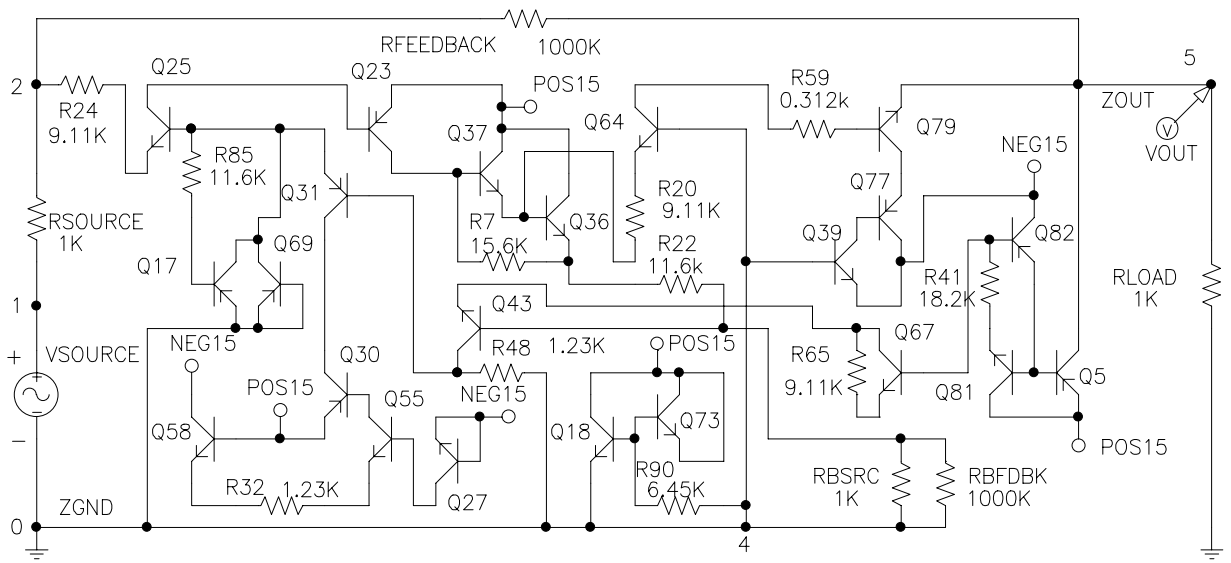 RFEEDBACK
1000K
5
2
Q25
Q23
POS15
R59
0.312k
ZOUT
R24
9.11K
Q37
Q64
Q79
V
VOUT
NEG15
R85
11.6K
Q31
Q77
R20
9.11K
RSOURCE
1K
Q69
R7
15.6K
Q36
R22
11.6k
Q39
Q82
Q17
R41
18.2K
RLOAD
1K
1
Q43
+
VSOURCE
NEG15
Q30
R48
1.23K
POS15
R65
9.11K
Q67
Q81
Q5
POS15
Q55
NEG15
Q58
Q18
Q73
POS15
−
R32
1.23K
Q27
R90
6.45K
RBSRC
1K
RBFDBK
1000K
ZGND
0
4